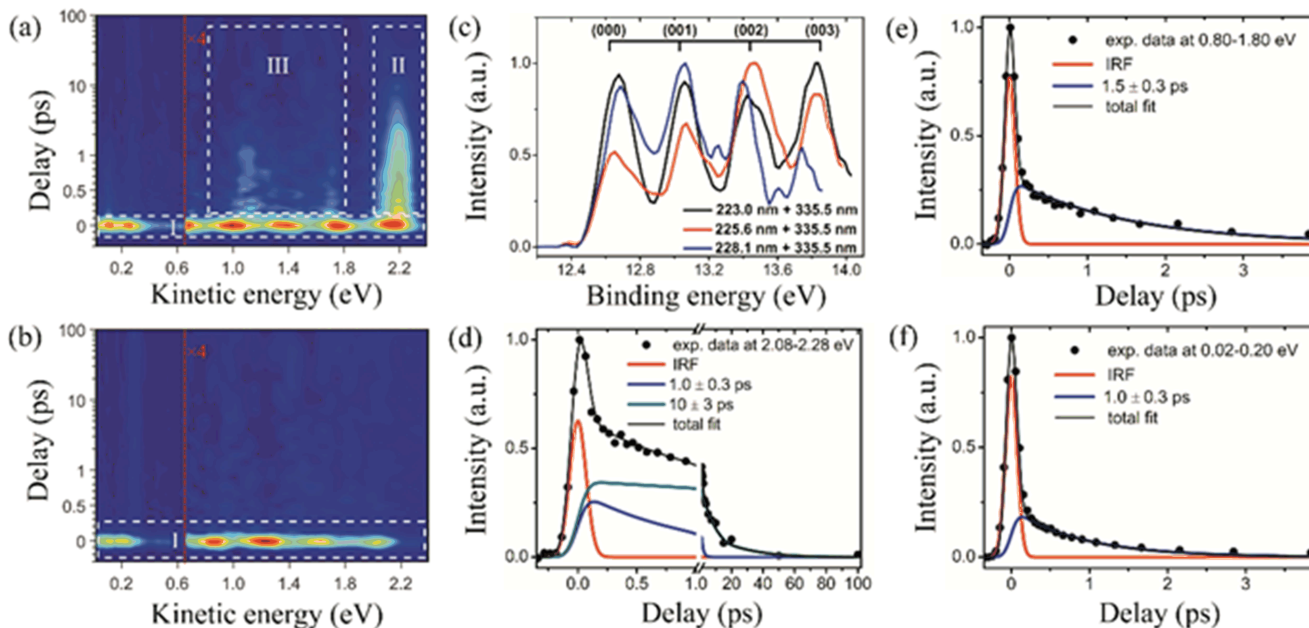 (a)
100
10
1
0.5
0
Delay (ps)
×4
III
II
I
0.2 0.6 1.0 1.4 1.8 2.2
Kinetic energy (eV)
(b)
100
10
1
0.5
0
Delay (ps)
×4
I
0.2 0.6 1.0 1.4 1.8 2.2
Kinetic energy (eV)
(c)
(000) (001) (002) (003)
1.0
0.5
0.0
Intensity (a.u.)
223.0 nm + 335.5 nm
225.6 nm + 335.5 nm
228.1 nm + 335.5 nm
12.4 12.8 13.2 13.6 14.0
Binding energy (eV)
(d)
1.0
0.5
0.0
Intensity (a.u.)
exp. data at 2.08-2.28 eV
IRF
1.0 ± 0.3 ps
10 ± 3 ps
total fit
0.0 0.5 1.0 20 40 60 80 100
Delay (ps)
(e)
1.0
0.5
0.0
Intensity (a.u.)
exp. data at 0.80-1.80 eV
IRF
1.5 ± 0.3 ps
total fit
0 1 2 3
Delay (ps)
(f)
1.0
0.5
0.0
Intensity (a.u.)
exp. data at 0.02-0.20 eV
IRF
1.0 ± 0.3 ps
total fit
0 1 2 3
Delay (ps)